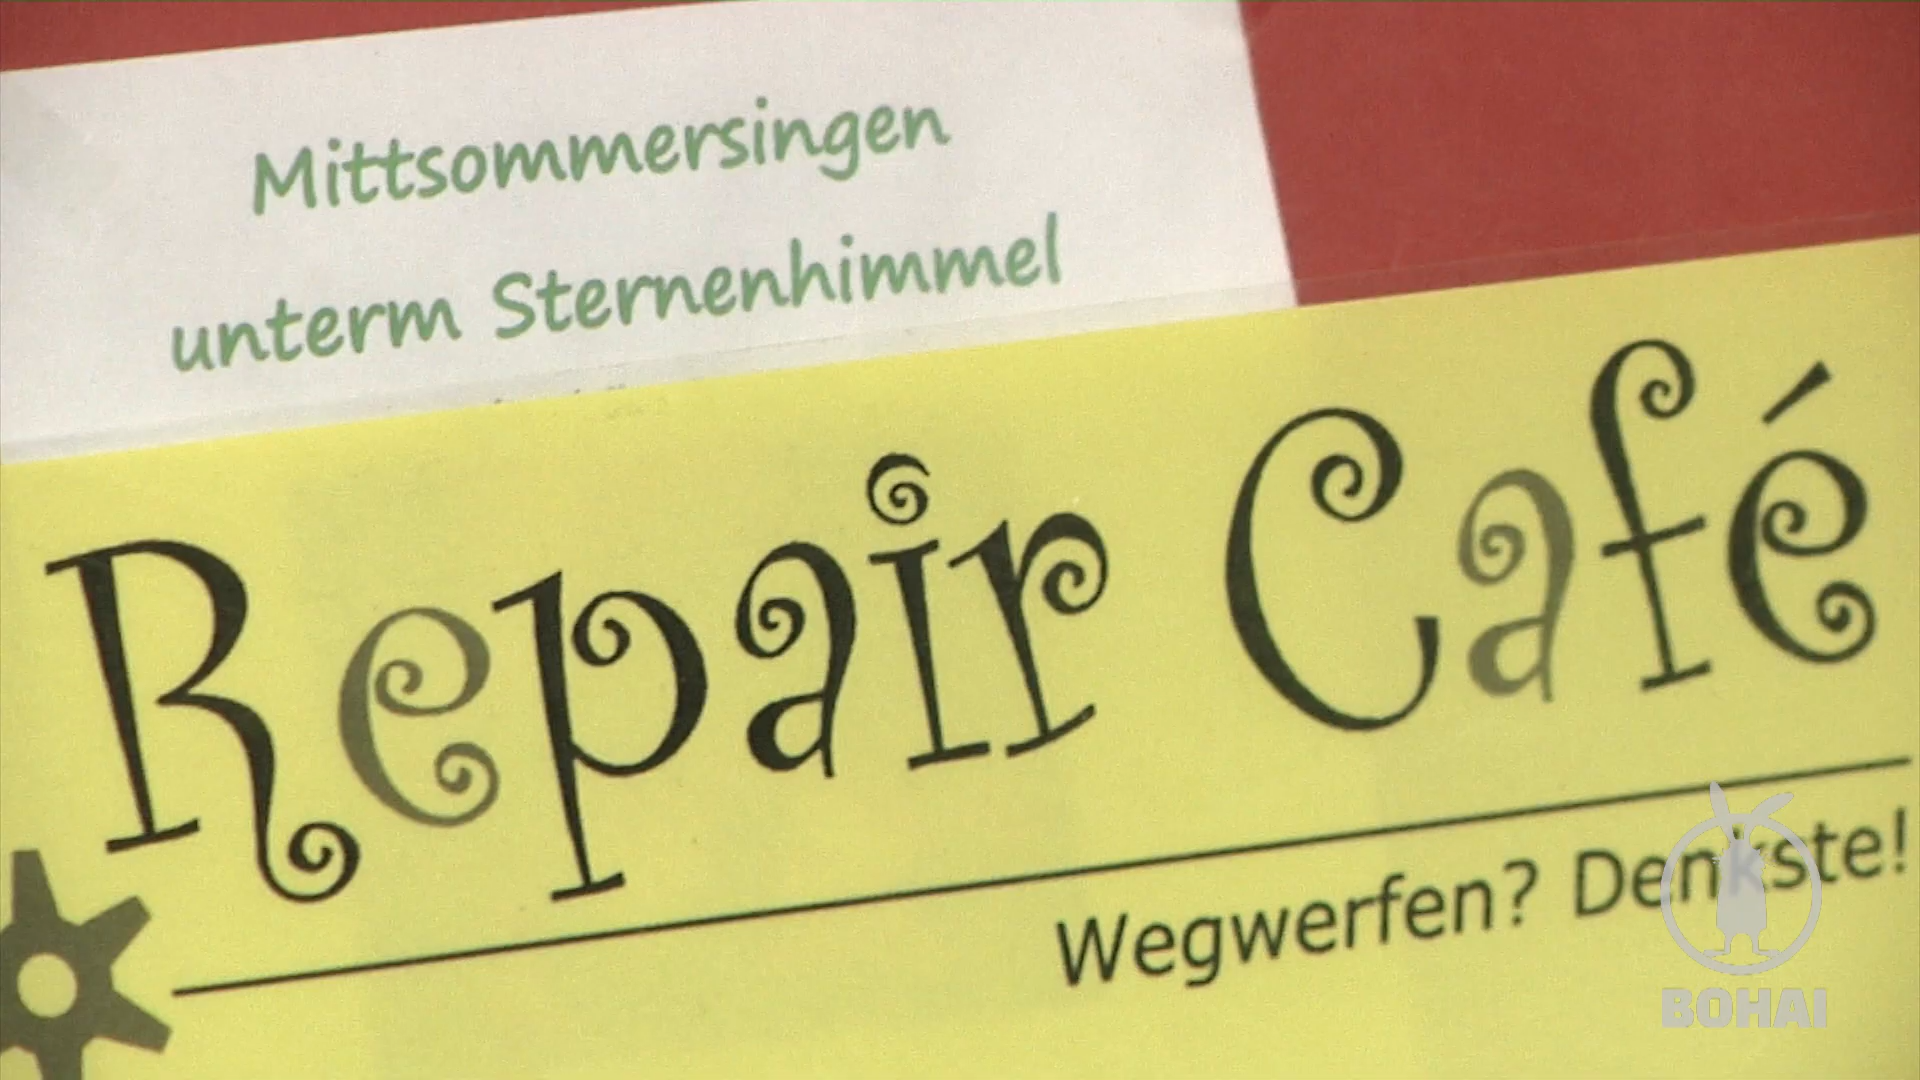 Mittsommersingen
unterm Sternenhimmel
Repair Café
Wegwerfen? Denkste!
BOHAI